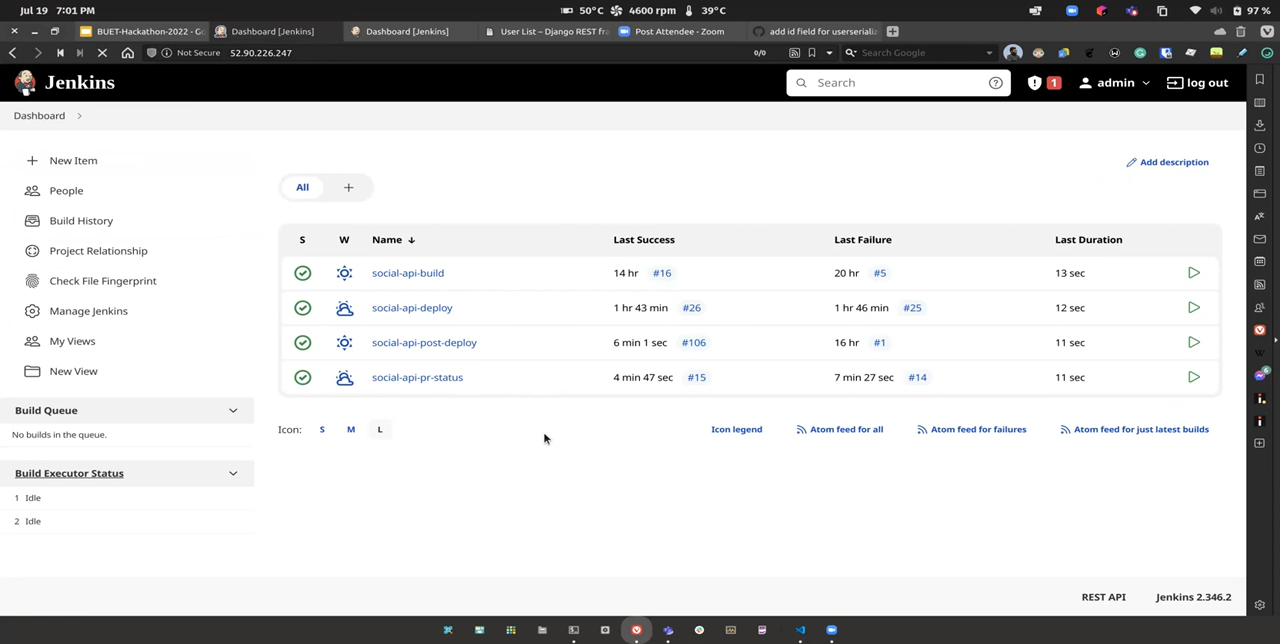 Jul 19 7:01 PM
50°C 4600 rpm 39°C
97 %
BUET-Hackathon-2022 - Go
Dashboard [Jenkins]
Dashboard [Jenkins]
User List – Django REST fra
Post Attendee - Zoom
add id field for userserializ
Not Secure 52.90.226.247
0/0
Search Google
Jenkins
Search
1
admin
log out
Dashboard
New Item
People
Build History
Project Relationship
Check File Fingerprint
Manage Jenkins
My Views
New View
Build Queue
No builds in the queue.
Build Executor Status
1 Idle
2 Idle
Add description
All +
S W Name ↓ Last Success Last Failure Last Duration
social-api-build 14 hr #16 20 hr #5 13 sec
social-api-deploy 1 hr 43 min #26 1 hr 46 min #25 12 sec
social-api-post-deploy 6 min 1 sec #106 16 hr #1 11 sec
social-api-pr-status 4 min 47 sec #15 7 min 27 sec #14 11 sec
Icon: S M L
Icon legend
Atom feed for all
Atom feed for failures
Atom feed for just latest builds
REST API
Jenkins 2.346.2